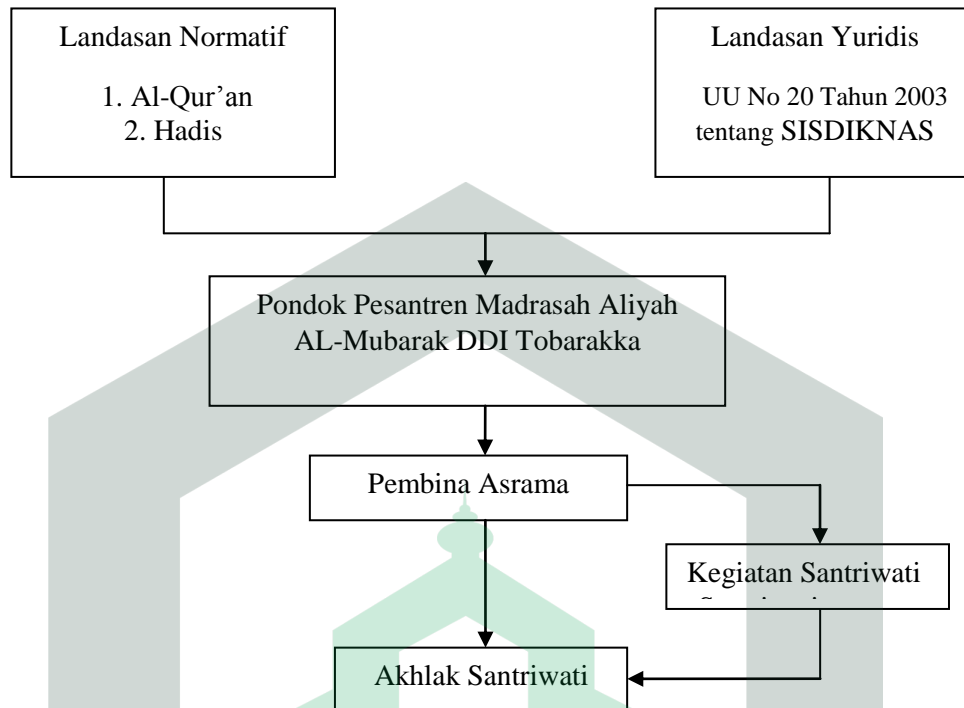 Landasan Normatif
1. Al-Qur’an
2. Hadis
Landasan Yuridis
UU No 20 Tahun 2003
tentang SISDIKNAS
Pondok Pesantren Madrasah Aliyah
AL-Mubarak DDI Tobarakka
Pembina Asrama
Kegiatan Santriwati
Akhlak Santriwati